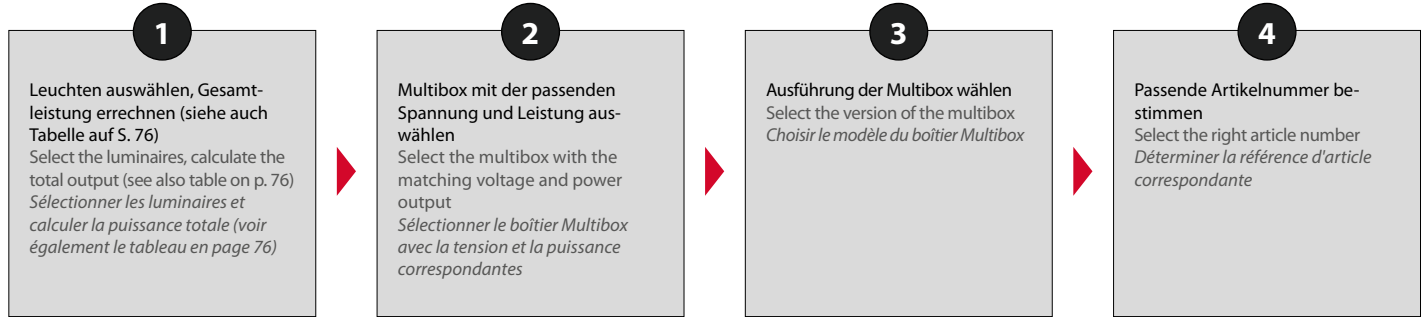 1
Leuchten auswählen, Gesamt-
leistung errechnen (siehe auch
Tabelle auf S. 76)
Select the luminaires, calculate the
total output (see also table on p. 76)
Sélectionner les luminaires et
calculer la puissance totale (voir
également le tableau en page 76)
2
Multibox mit der passenden
Spannung und Leistung aus-
wählen
Select the multibox with the
matching voltage and power
output
Sélectionner le boîtier Multibox
avec la tension et la puissance
correspondantes
3
Ausführung der Multibox wählen
Select the version of the multibox
Choisir le modèle du boîtier Multibox
4
Passende Artikelnummer be-
stimmen
Select the right article number
Déterminer la référence d'article
correspondante